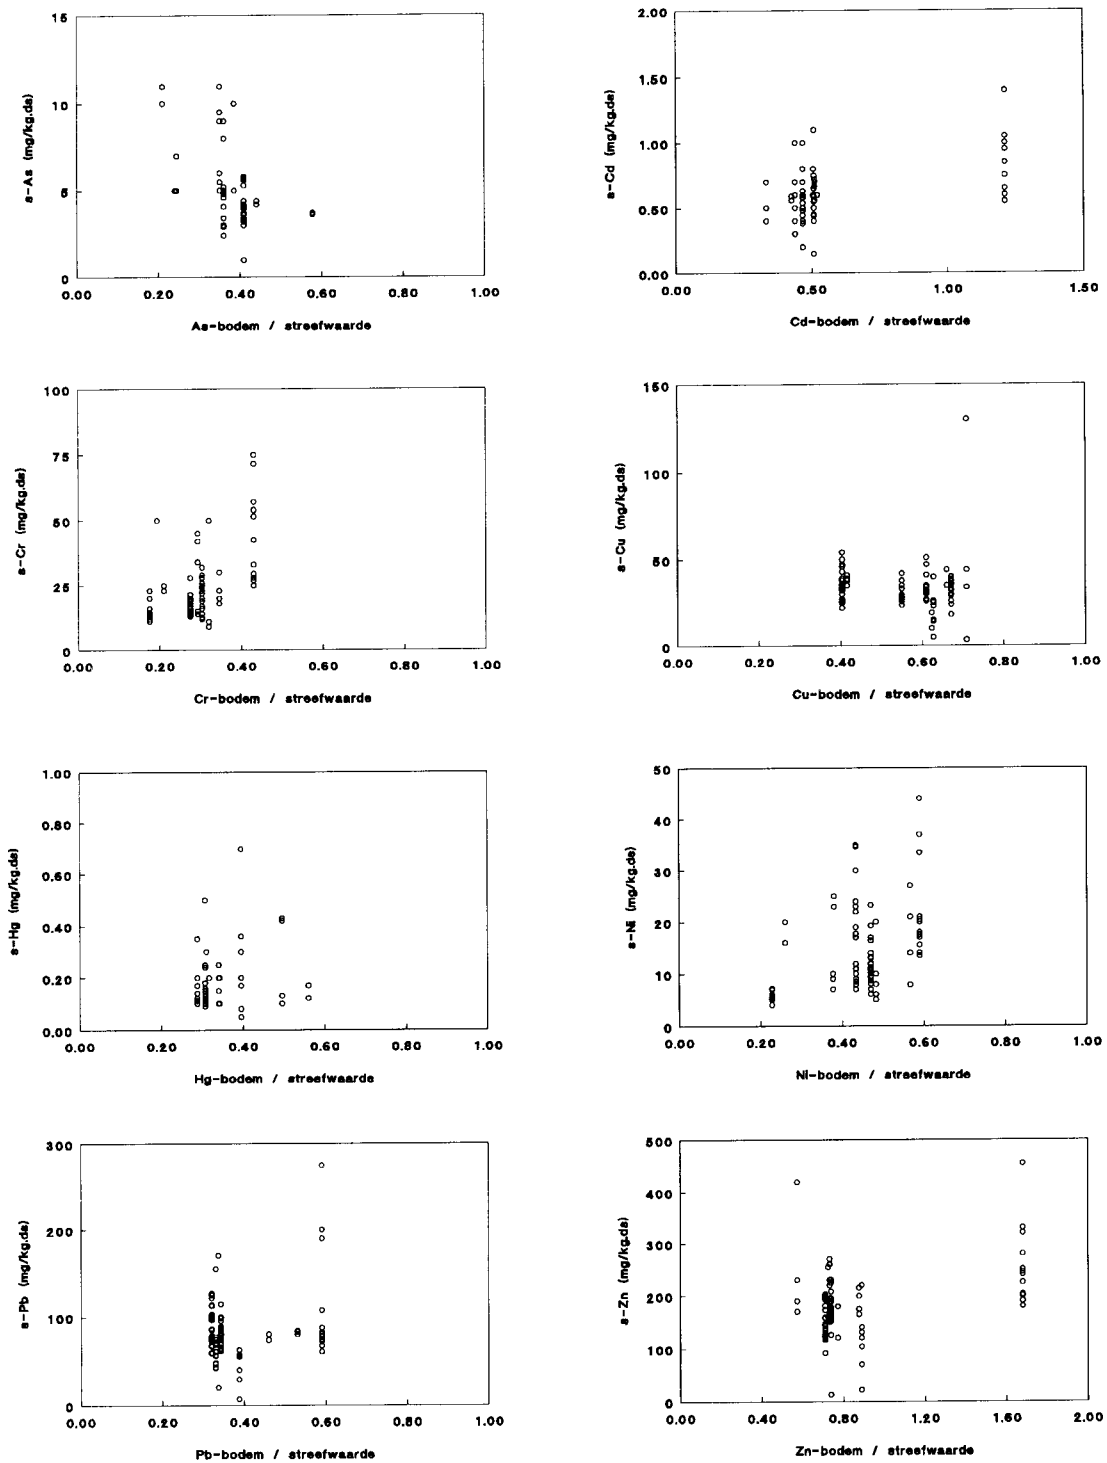 15
10
5
0
a-As (mg/kg.ds)
0.00 0.20 0.40 0.60 0.80 1.00
As-bodem / streefwaarde
2.00
1.50
1.00
0.50
0.00
a-Cd (mg/kg.ds)
0.00 0.50 1.00 1.50
Cd-bodem / streefwaarde
100
75
50
25
0
a-Cr (mg/kg.ds)
0.00 0.20 0.40 0.60 0.80 1.00
Cr-bodem / streefwaarde
150
100
50
0
a-Cu (mg/kg.ds)
0.00 0.20 0.40 0.60 0.80 1.00
Cu-bodem / streefwaarde
1.00
0.80
0.60
0.40
0.20
0.00
a-Hg (mg/kg.ds)
0.00 0.20 0.40 0.60 0.80 1.00
Hg-bodem / streefwaarde
50
40
30
20
10
0
a-Ni (mg/kg.ds)
0.00 0.20 0.40 0.60 0.80 1.00
Ni-bodem / streefwaarde
300
200
100
0
a-Pb (mg/kg.ds)
0.00 0.20 0.40 0.60 0.80 1.00
Pb-bodem / streefwaarde
500
400
300
200
100
0
a-Zn (mg/kg.ds)
0.00 0.40 0.80 1.20 1.60 2.00
Zn-bodem / streefwaarde